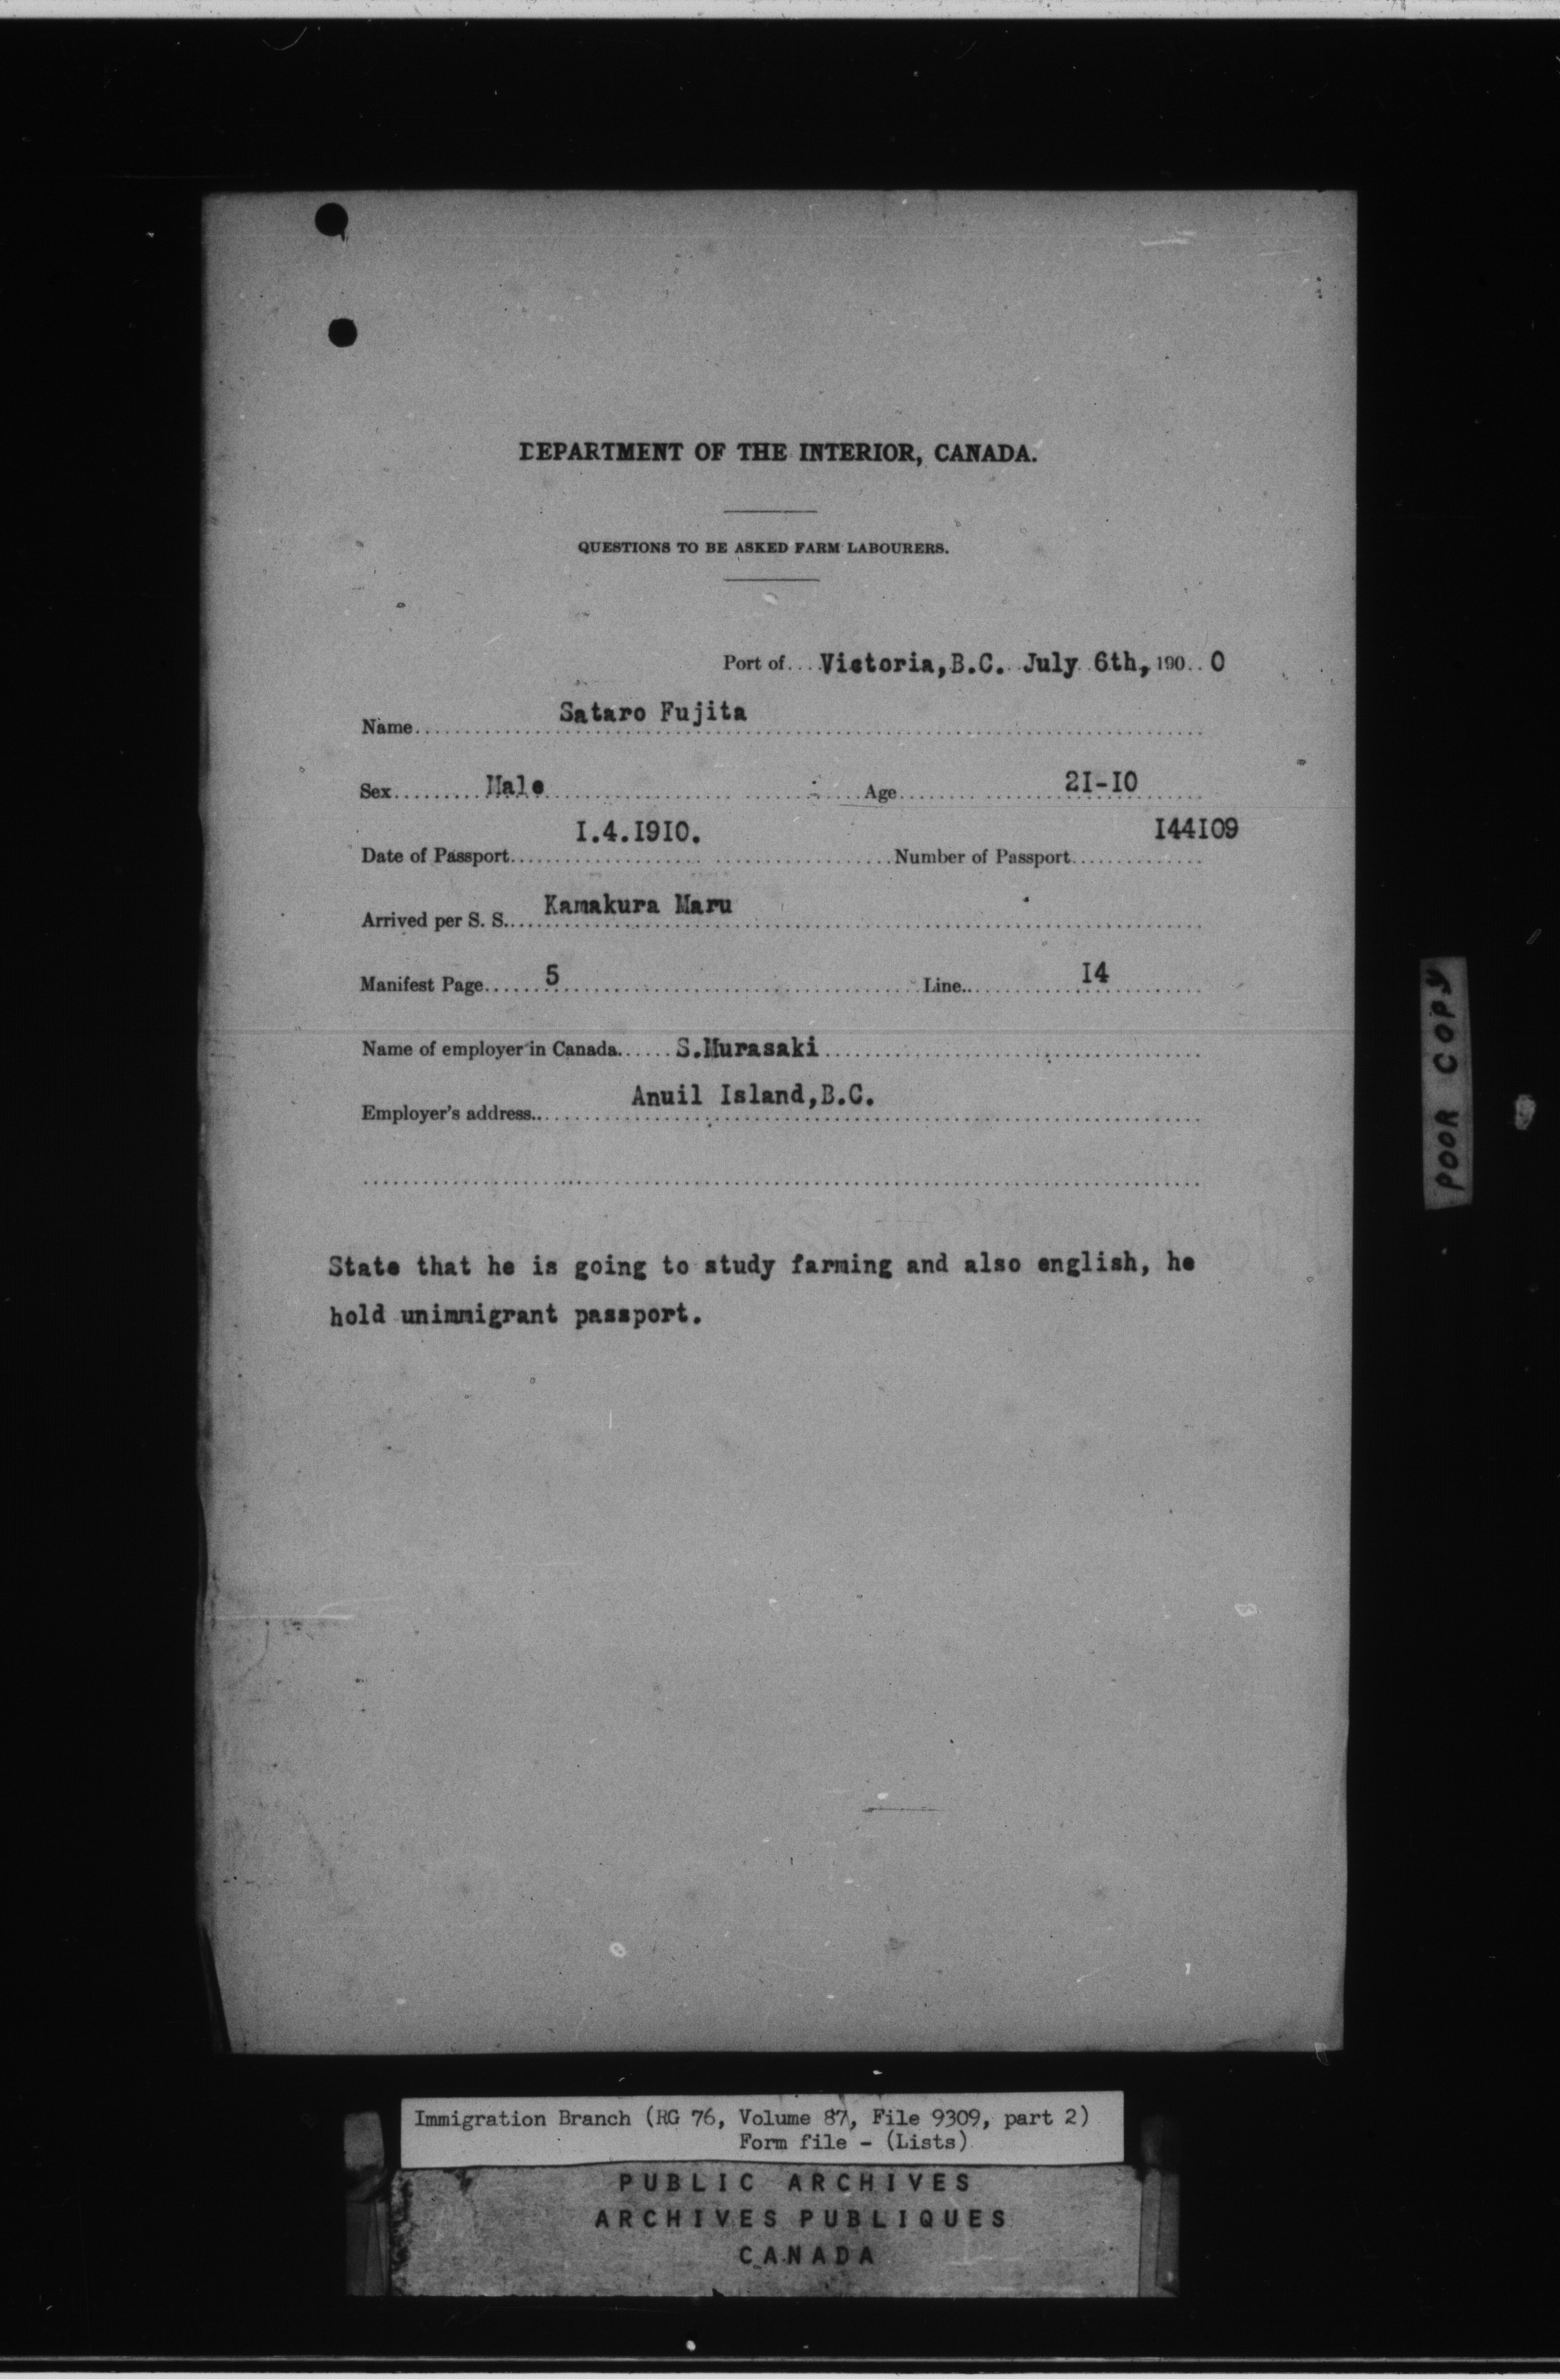 DEPARTMENT OF THE INTERIOR, CANADA.
QUESTIONS TO BE ASKED FARM LABOURERS.
Port of....Victoria, B.C. July 6th, 190..0
Name Sataro Fujita
Sex Male Age 21-10
Date of Passport 1.4.1910. Number of Passport 144109
Arrived per S. S. Kamakura Maru
Manifest Page 5 Line 14
Name of employer in Canada S.Murasaki
Employer's address Anuil Island,B.C.
State that he is going to study farming and also english, he
hold unimmigrant passport.
POOR COPY
Immigration Branch (RG 76, Volume 87, File 9309, part 2)
Form file - (Lists)
PUBLIC ARCHIVES
ARCHIVES PUBLIQUES
CANADA